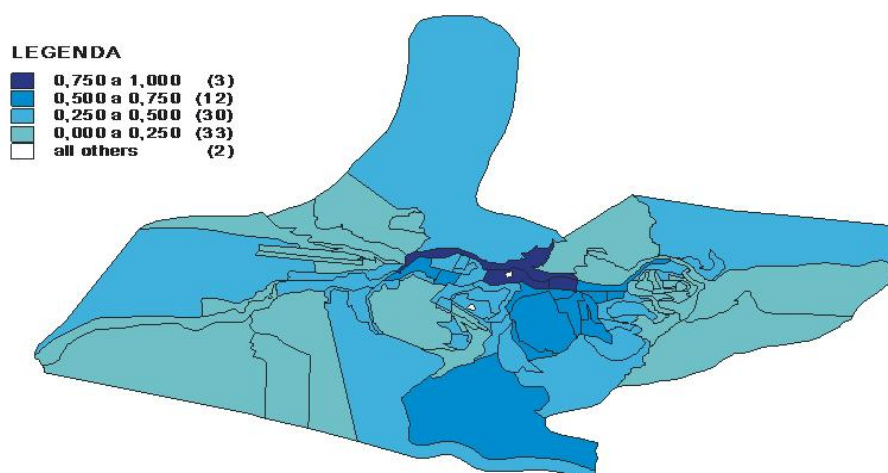 LEGENDA
0,750 a 1,000 (3)
0,500 a 0,750 (12)
0,250 a 0,500 (30)
0,000 a 0,250 (33)
all others (2)